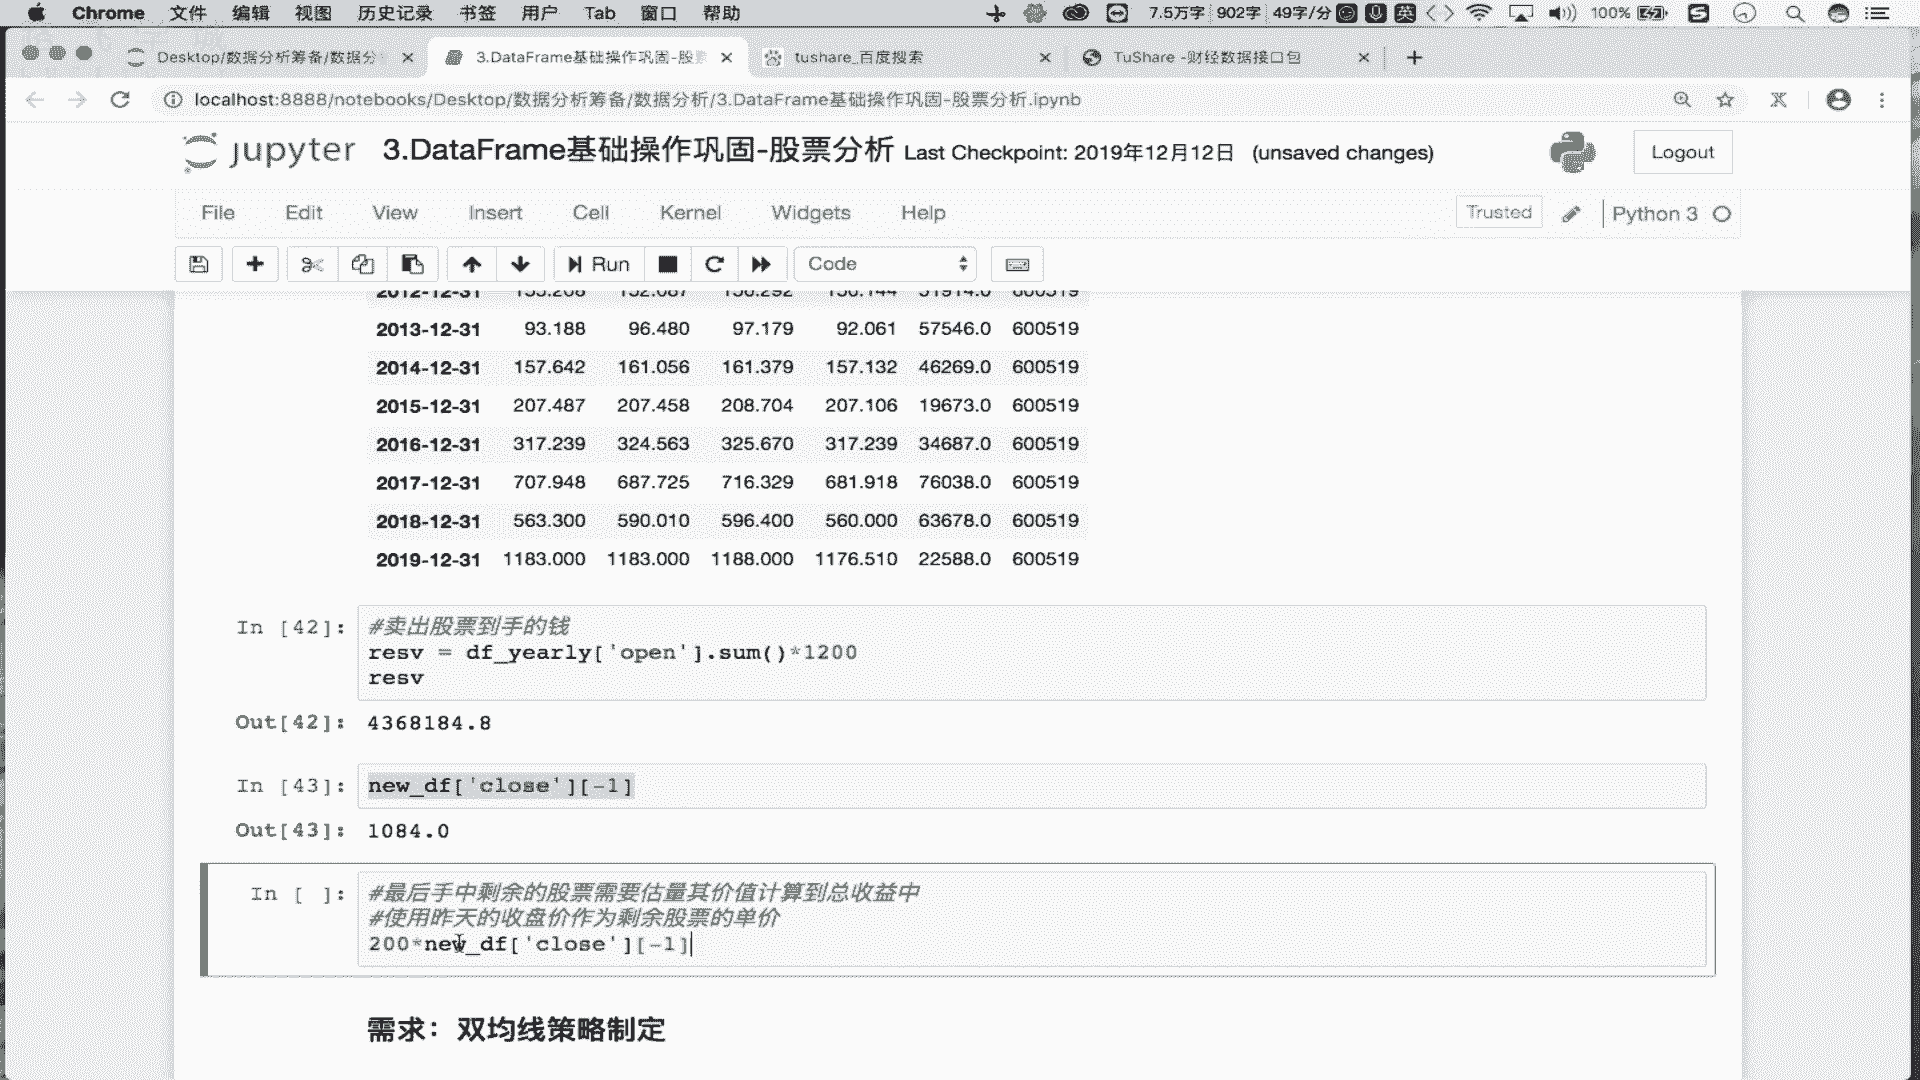 Chrome 文件 编辑 视图 历史记录 书签 用户 Tab 窗口 帮助 7.5万字 902字 49字/分 英 100%
Desktop/数据分析筹备/数据分 3.DataFrame基础操作巩固-股 tushare_百度搜索 TuShare -财经数据接口包
localhost:8888/notebooks/Desktop/数据分析筹备/数据分析/3.DataFrame基础操作巩固-股票分析.ipynb
jupyter 3.DataFrame基础操作巩固-股票分析 Last Checkpoint: 2019年12月12日 (unsaved changes) Logout
File Edit View Insert Cell Kernel Widgets Help Trusted Python 3
Run Code
2013-12-31 93.188 96.480 97.179 92.061 57546.0 600519
2014-12-31 157.642 161.056 161.379 157.132 46269.0 600519
2015-12-31 207.487 207.458 208.704 207.106 19673.0 600519
2016-12-31 317.239 324.563 325.670 317.239 34687.0 600519
2017-12-31 707.948 687.725 716.329 681.918 76038.0 600519
2018-12-31 563.300 590.010 596.400 560.000 63678.0 600519
2019-12-31 1183.000 1183.000 1188.000 1176.510 22588.0 600519
In [42]: #卖出股票到手的钱
resv = df_yearly['open'].sum()*1200
resv
Out[42]: 4368184.8
In [43]: new_df['close'][-1]
Out[43]: 1084.0
In [ ]: #最后手中剩余的股票需要估量其价值计算到总收益中
#使用昨天的收盘价作为剩余股票的单价
200*new_df['close'][-1]
需求：双均线策略制定